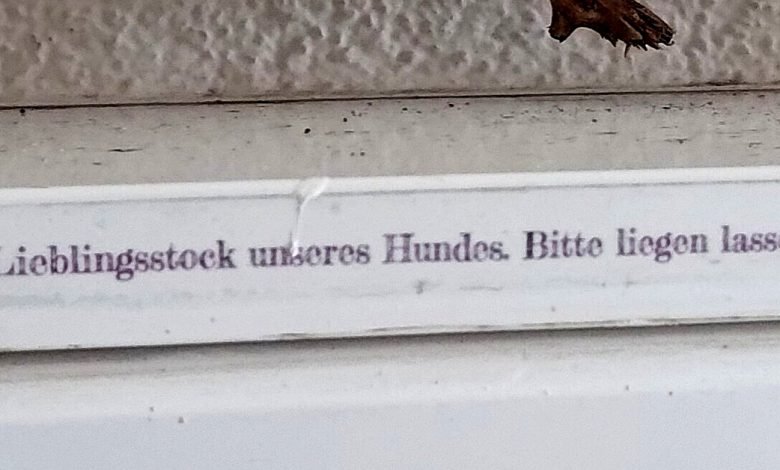 Lieblingsstock unseres Hundes. Bitte liegen lass